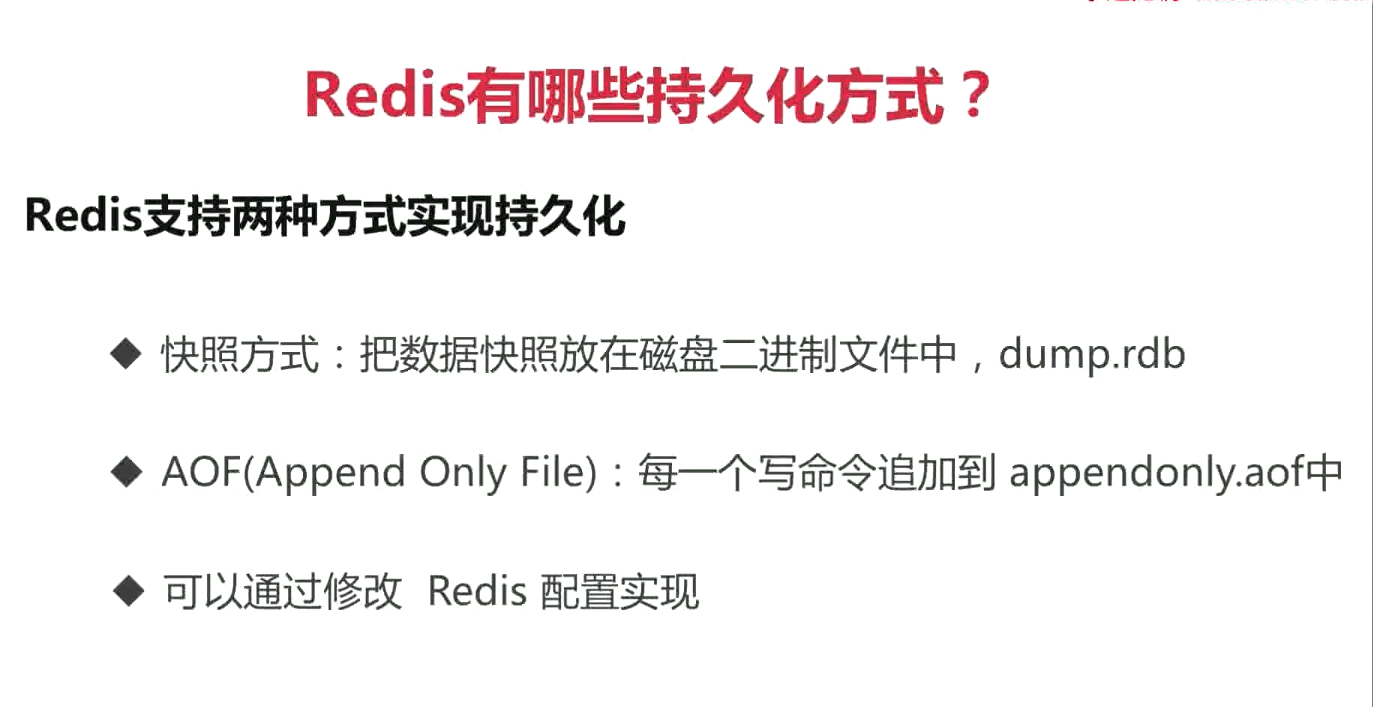 Redis有哪些持久化方式？
Redis支持两种方式实现持久化
◆ 快照方式：把数据快照放在磁盘二进制文件中，dump.rdb
◆ AOF(Append Only File)：每一个写命令追加到 appendonly.aof中
◆ 可以通过修改 Redis 配置实现